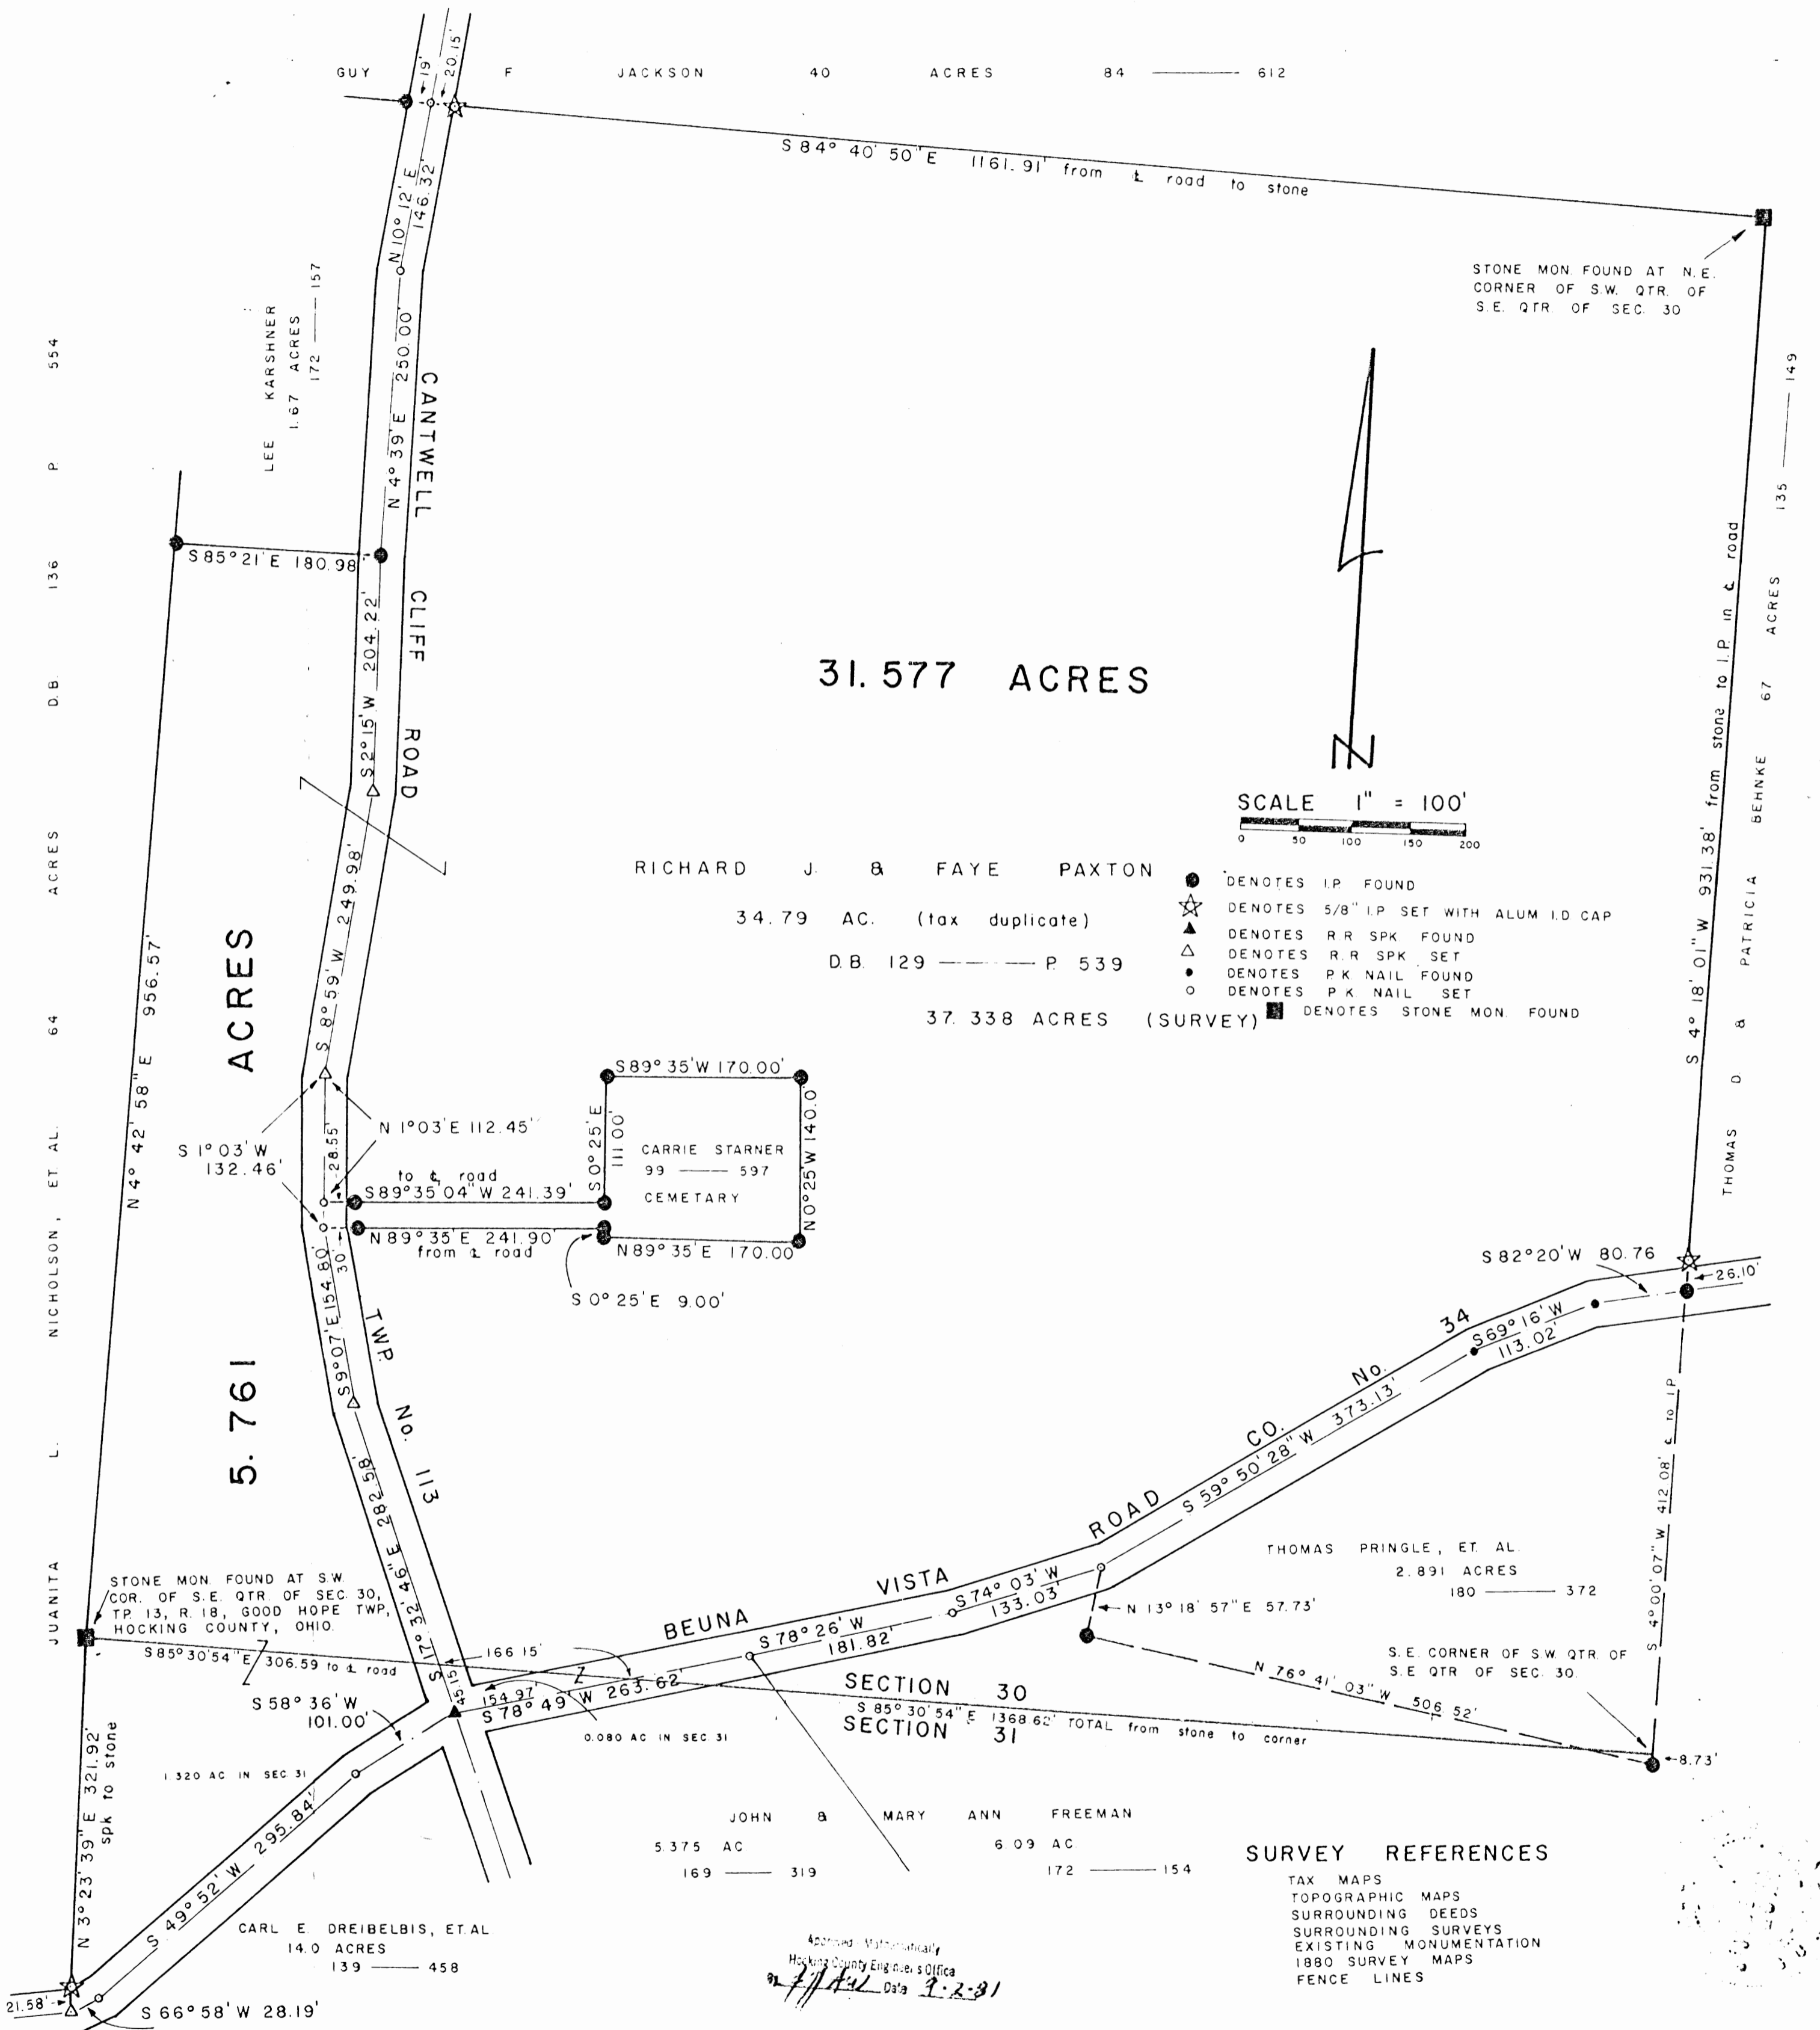 GUY F JACKSON 40 ACRES 84 — 612
19'
20.15'
S 84° 40' 50" E 1161.91' from ℄ road to stone
N 10° 12' E
146.32'
STONE MON. FOUND AT N.E.
CORNER OF S.W. QTR. OF
S.E. QTR. OF SEC. 30
LEE KARSHNER
1.67 ACRES
172 — 157
N 4° 39' E 250.00'
CANTWELL CLIFF ROAD
S 85° 21' E 180.98'
S 2° 15' W 204.22'
31.577 ACRES
N
SCALE 1" = 100'
0 50 100 150 200
S 4° 18' 01" W 931.38' from stone to I.P. in ℄ road
THOMAS D & PATRICIA BEHNKE 67 ACRES 135 — 149
JUANITA L. NICHOLSON, ET AL. 64 ACRES D.B 136 P 554
N 4° 42' 58" E 956.57'
5.761 ACRES
S 8° 59' W 249.98'
RICHARD J. & FAYE PAXTON
34.79 AC. (tax duplicate)
D.B. 129 — P. 539
37.338 ACRES (SURVEY)
DENOTES I.P. FOUND
DENOTES 5/8" I.P SET WITH ALUM I.D CAP
DENOTES R.R SPK FOUND
DENOTES R.R SPK SET
DENOTES P.K NAIL FOUND
DENOTES P.K NAIL SET
DENOTES STONE MON. FOUND
S 89° 35' W 170.00'
N 1° 03' E 112.45'
S 1° 03' W
132.46'
28.55'
S 0° 25' E
111.00'
CARRIE STARNER
99 — 597
CEMETARY
N 0° 25' W 140.0'
to ℄ road
S 89° 35' 04" W 241.39'
N 89° 35' E 241.90'
from ℄ road
30'
N 89° 35' E 170.00'
S 0° 25' E 9.00'
S 9° 07' E 154.80'
TWP. No. 113
S 17° 32' 46" E 282.58'
S 82° 20' W 80.76
26.10'
S 69° 16' W
113.02'
BEUNA VISTA ROAD CO. No. 34
S 59° 50' 28" W 373.13'
S 74° 03' W
133.03'
S 78° 26' W
181.82'
N 13° 18' 57" E 57.73'
THOMAS PRINGLE, ET. AL.
2.891 ACRES
180 — 372
S 4° 00' 07" W 412.08' ℄ to I.P
STONE MON. FOUND AT S.W.
COR. OF S.E. QTR. OF SEC. 30,
TP. 13, R. 18, GOOD HOPE TWP.,
HOCKING COUNTY, OHIO.
S 85° 30' 54" E 306.59 to ℄ road
166.15'
45.15'
154.97'
S 78° 49' W 263.62'
0.080 AC IN SEC 31
S.E. CORNER OF S.W. QTR. OF
S.E QTR OF SEC. 30.
N 76° 41' 03" W 506.52'
8.73'
SECTION 30
S 85° 30' 54" E 1368.62' TOTAL from stone to corner
SECTION 31
S 58° 36' W
101.00'
1.320 AC IN SEC 31
N 3° 23' 39" E 321.92'
spk to stone
S 49° 52' W 295.84'
21.58'
S 66° 58' W 28.19'
CARL E. DREIBELBIS, ET.AL
14.0 ACRES
139 — 458
JOHN & MARY ANN FREEMAN
5.375 AC 6.09 AC
169 — 319 172 — 154
Approved - Mathematically
Hocking County Engineer's Office
Date 9-2-81
SURVEY REFERENCES
TAX MAPS
TOPOGRAPHIC MAPS
SURROUNDING DEEDS
SURROUNDING SURVEYS
EXISTING MONUMENTATION
1880 SURVEY MAPS
FENCE LINES